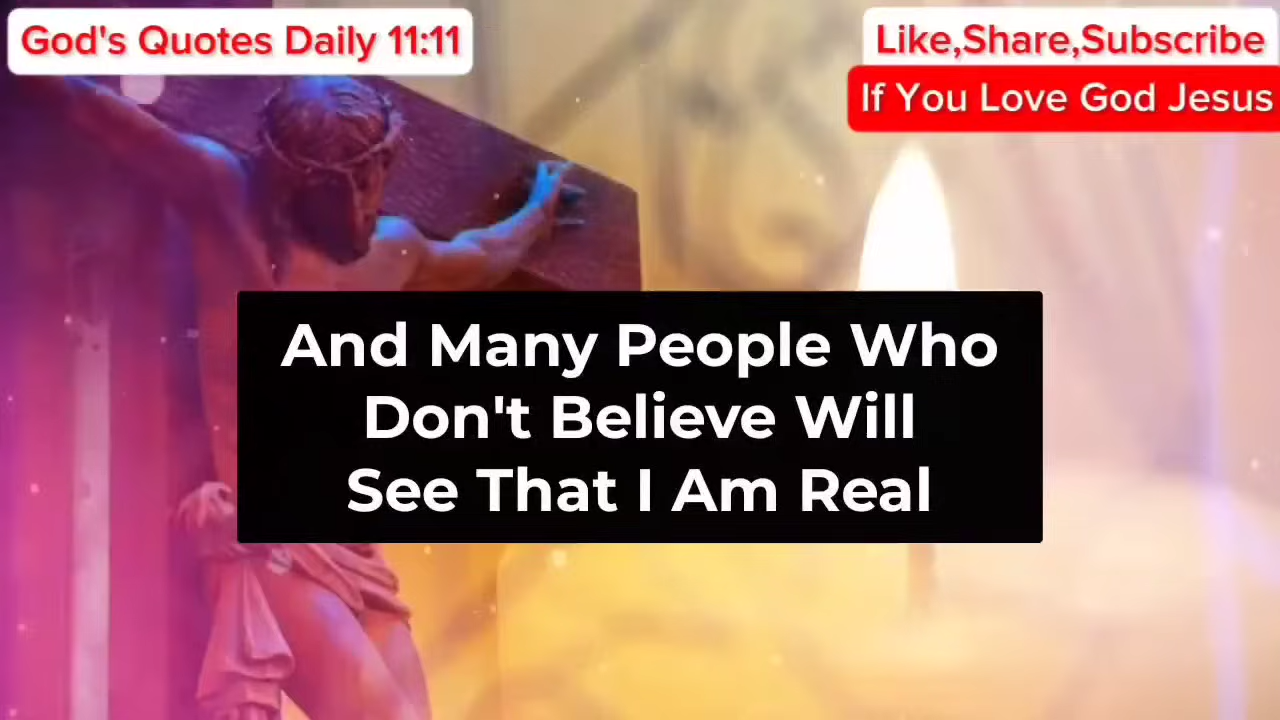 God's Quotes Daily 11:11
Like,Share,Subscribe
If You Love God Jesus
And Many People Who
Don't Believe Will
See That I Am Real